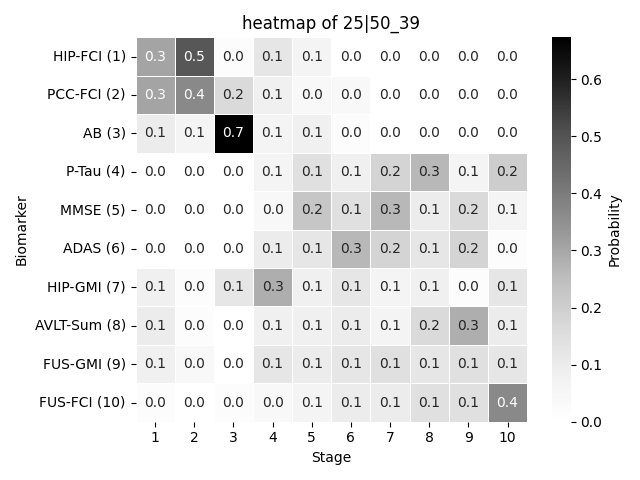 heatmap of 25|50_39
HIP-FCI (1) 0.3 0.5 0.0 0.1 0.1 0.0 0.0 0.0 0.0 0.0
PCC-FCI (2) 0.3 0.4 0.2 0.1 0.0 0.0 0.0 0.0 0.0 0.0
AB (3) 0.1 0.1 0.7 0.1 0.1 0.0 0.0 0.0 0.0 0.0
P-Tau (4) 0.0 0.0 0.0 0.1 0.1 0.1 0.2 0.3 0.1 0.2
MMSE (5) 0.0 0.0 0.0 0.0 0.2 0.1 0.3 0.1 0.2 0.1
ADAS (6) 0.0 0.0 0.0 0.1 0.1 0.3 0.2 0.1 0.2 0.0
HIP-GMI (7) 0.1 0.0 0.1 0.3 0.1 0.1 0.1 0.1 0.0 0.1
AVLT-Sum (8) 0.1 0.0 0.0 0.1 0.1 0.1 0.1 0.2 0.3 0.1
FUS-GMI (9) 0.1 0.0 0.0 0.1 0.1 0.1 0.1 0.1 0.1 0.1
FUS-FCI (10) 0.0 0.0 0.0 0.0 0.1 0.1 0.1 0.1 0.1 0.4
1 2 3 4 5 6 7 8 9 10
Stage
Biomarker
0.6
0.5
0.4
0.3
0.2
0.1
0.0
Probability